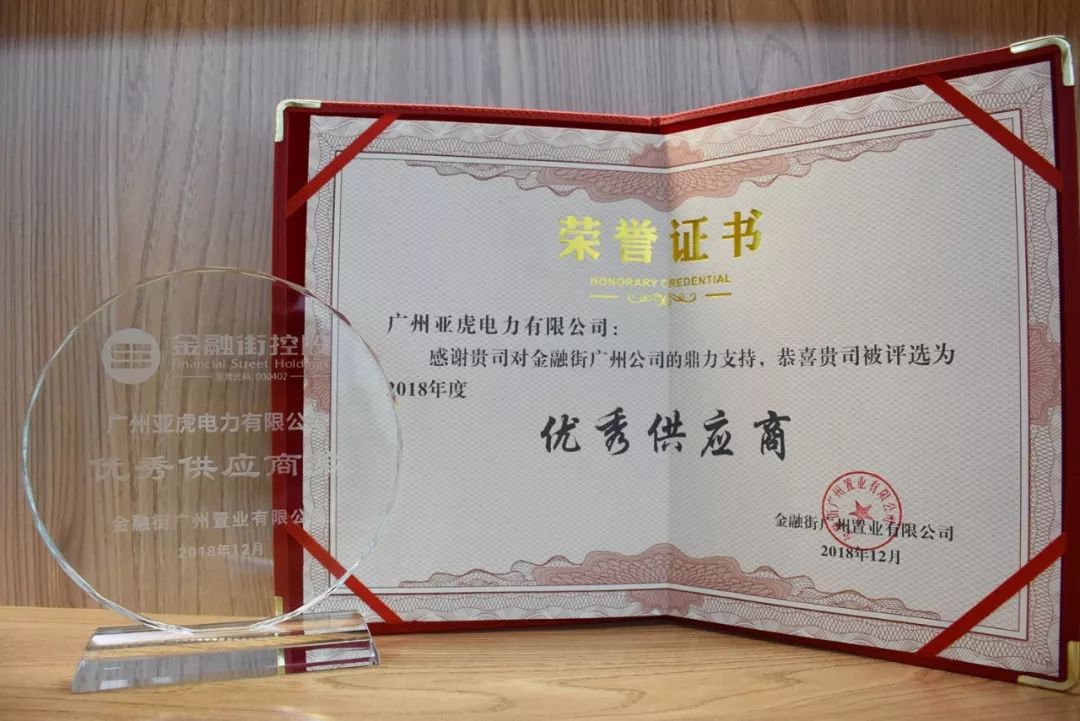 金融街控股
Financial Street Holdings
股票代码：000402
广州亚虎电力有限公
优秀供应商
金融街广州置业有限公
2018年12月
荣誉证书
HONORARY CREDENTIAL
广州亚虎电力有限公司：
感谢贵司对金融街广州公司的鼎力支持，恭喜贵司被评选为
2018年度
优秀供应商
金融街广州置业有限公司
2018年12月